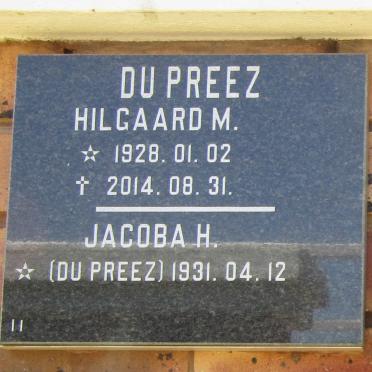 DU PREEZ
HILGAARD M.
☆ 1928. 01. 02
† 2014. 08. 31.
JACOBA H.
☆ (DU PREEZ) 1931. 04. 12
11